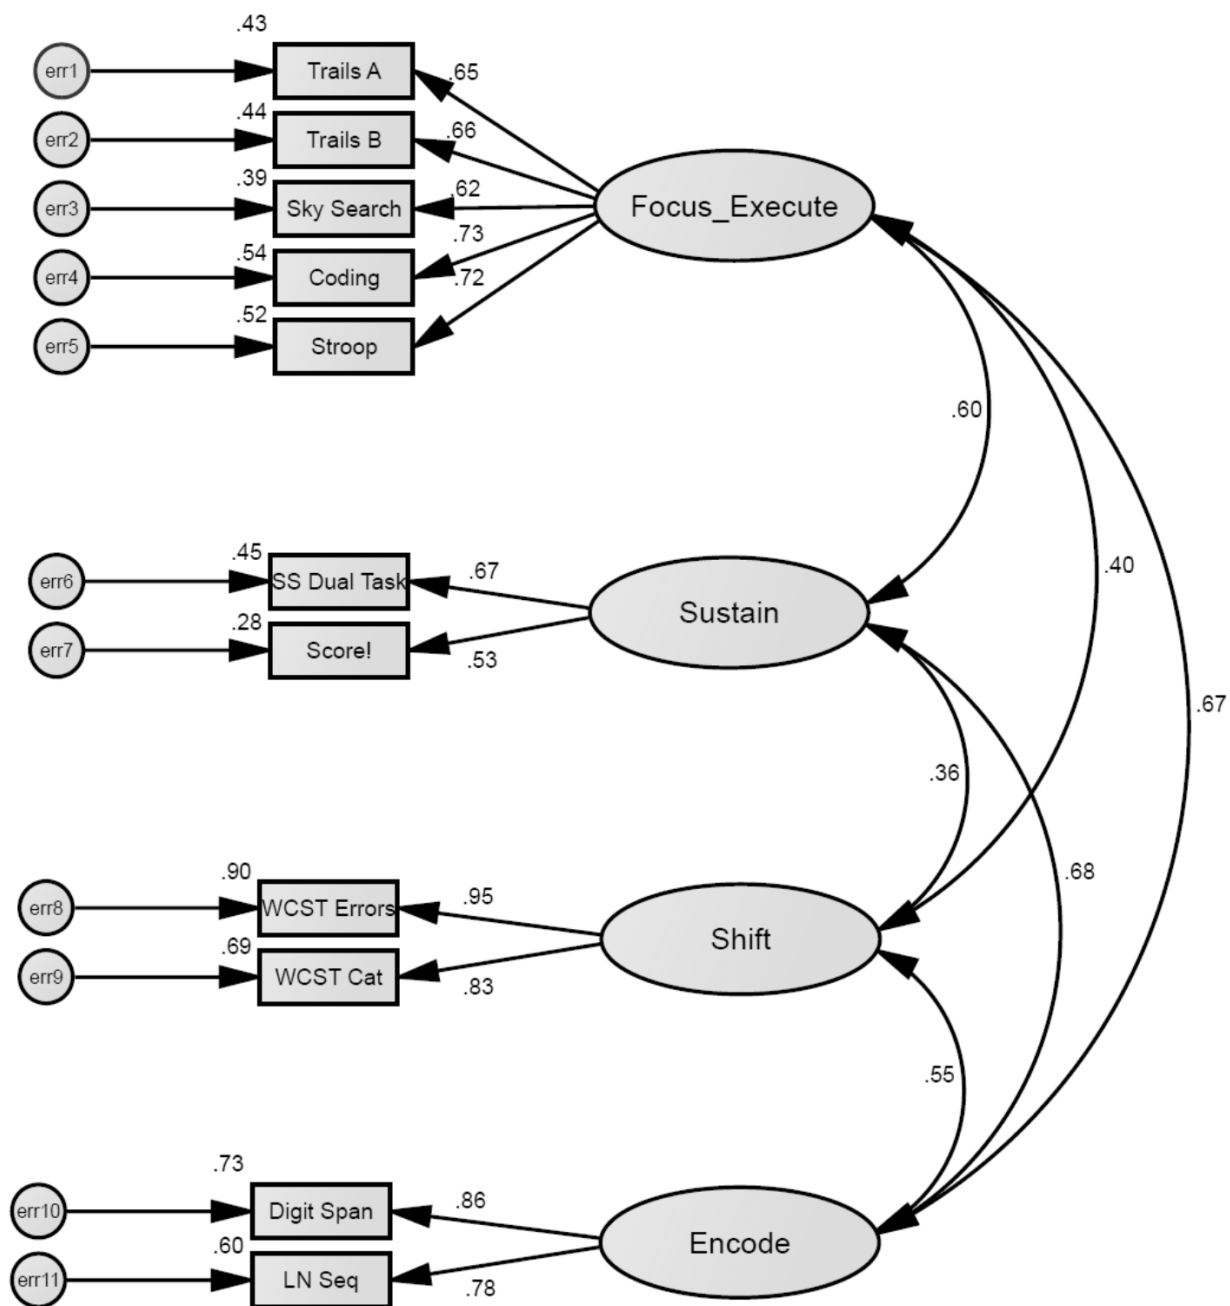 .43
err1
Trails A
.65
.44
err2
Trails B
.66
.39
err3
Sky Search
.62
Focus_Execute
.54
err4
Coding
.73
.52
err5
Stroop
.72
.60
.45
err6
SS Dual Task
.67
Sustain
.28
err7
Score!
.53
.40
.67
.36
.90
err8
WCST Errors
.95
Shift
.68
.69
err9
WCST Cat
.83
.55
.73
err10
Digit Span
.86
Encode
.60
err11
LN Seq
.78